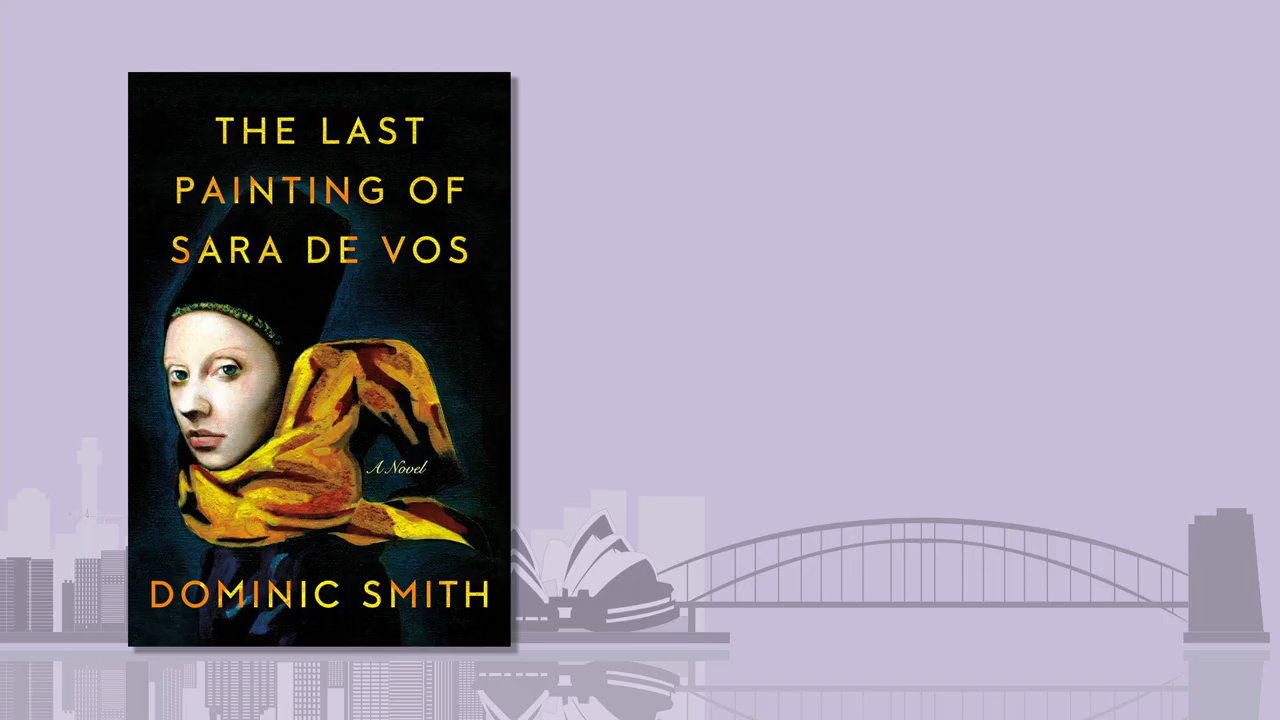 THE LAST
PAINTING OF
SARA DE VOS
A Novel
DOMINIC SMITH